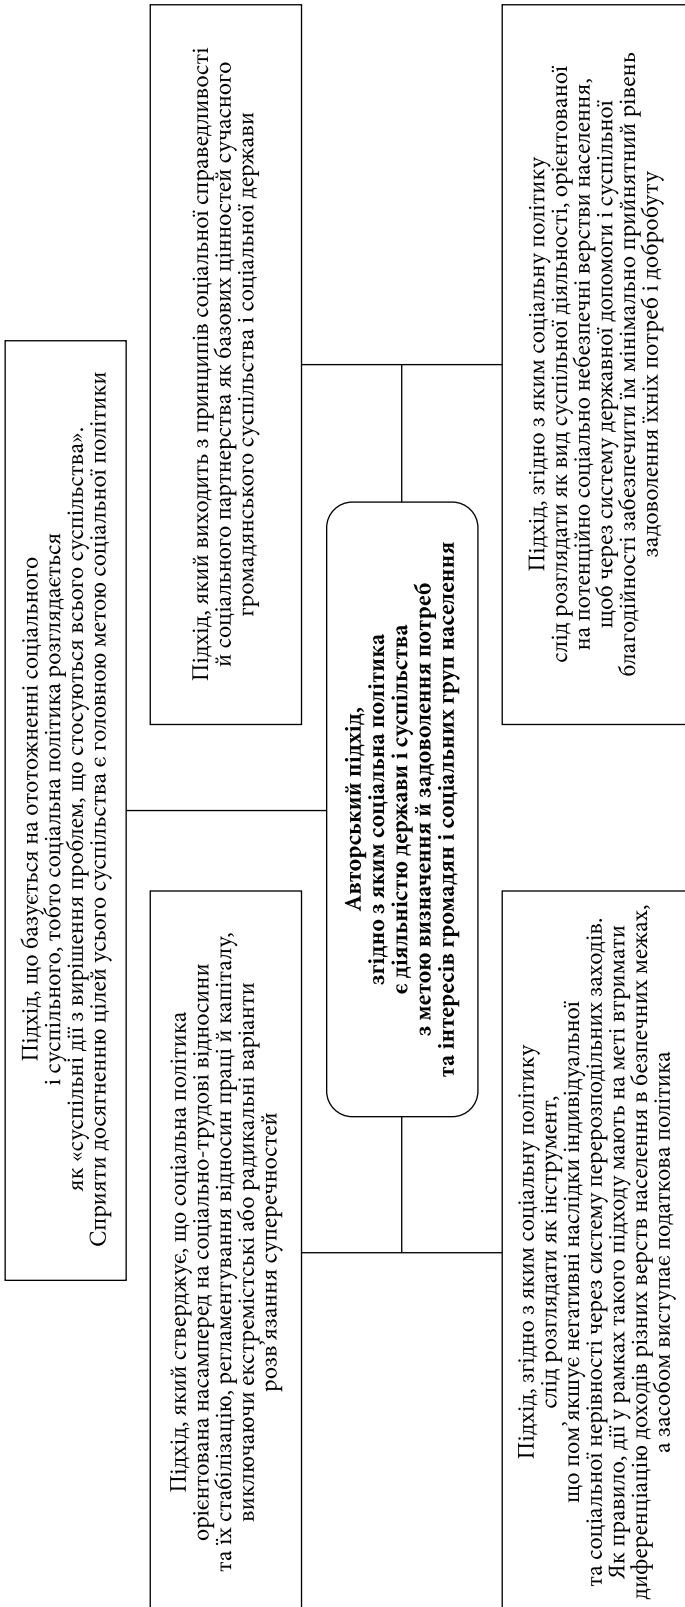 Підхід, що базується на ототожненні соціального
і суспільного, тобто соціальна політика розглядається
як «суспільні дії з вирішення проблем, що стосуються всього суспільства».
Сприяти досягненню цілей усього суспільства є головною метою соціальної політики
Підхід, який стверджує, що соціальна політика
орієнтована насамперед на соціально-трудові відносини
та їх стабілізацію, регламентування відносин праці й капіталу,
виключаючи екстремістські або радикальні варіанти
розв’язання суперечностей
Підхід, який виходить з принципів соціальної справедливості
й соціального партнерства як базових цінностей сучасного
громадянського суспільства і соціальної держави
Авторський підхід,
згідно з яким соціальна політика
є діяльністю держави і суспільства
з метою визначення й задоволення потреб
та інтересів громадян і соціальних груп населення
Підхід, згідно з яким соціальну політику
слід розглядати як інструмент,
що пом’якшує негативні наслідки індивідуальної
та соціальної нерівності через систему перерозподільних заходів.
Як правило, дії у рамках такого підходу мають на меті втримати
диференціацію доходів різних верств населення в безпечних межах,
а засобом виступає податкова політика
Підхід, згідно з яким соціальну політику
слід розглядати як вид суспільної діяльності, орієнтованої
на потенційно соціально небезпечні верстви населення,
щоб через систему державної допомоги і суспільної
благодійності забезпечити їм мінімально прийнятний рівень
задоволення їхніх потреб і добробуту